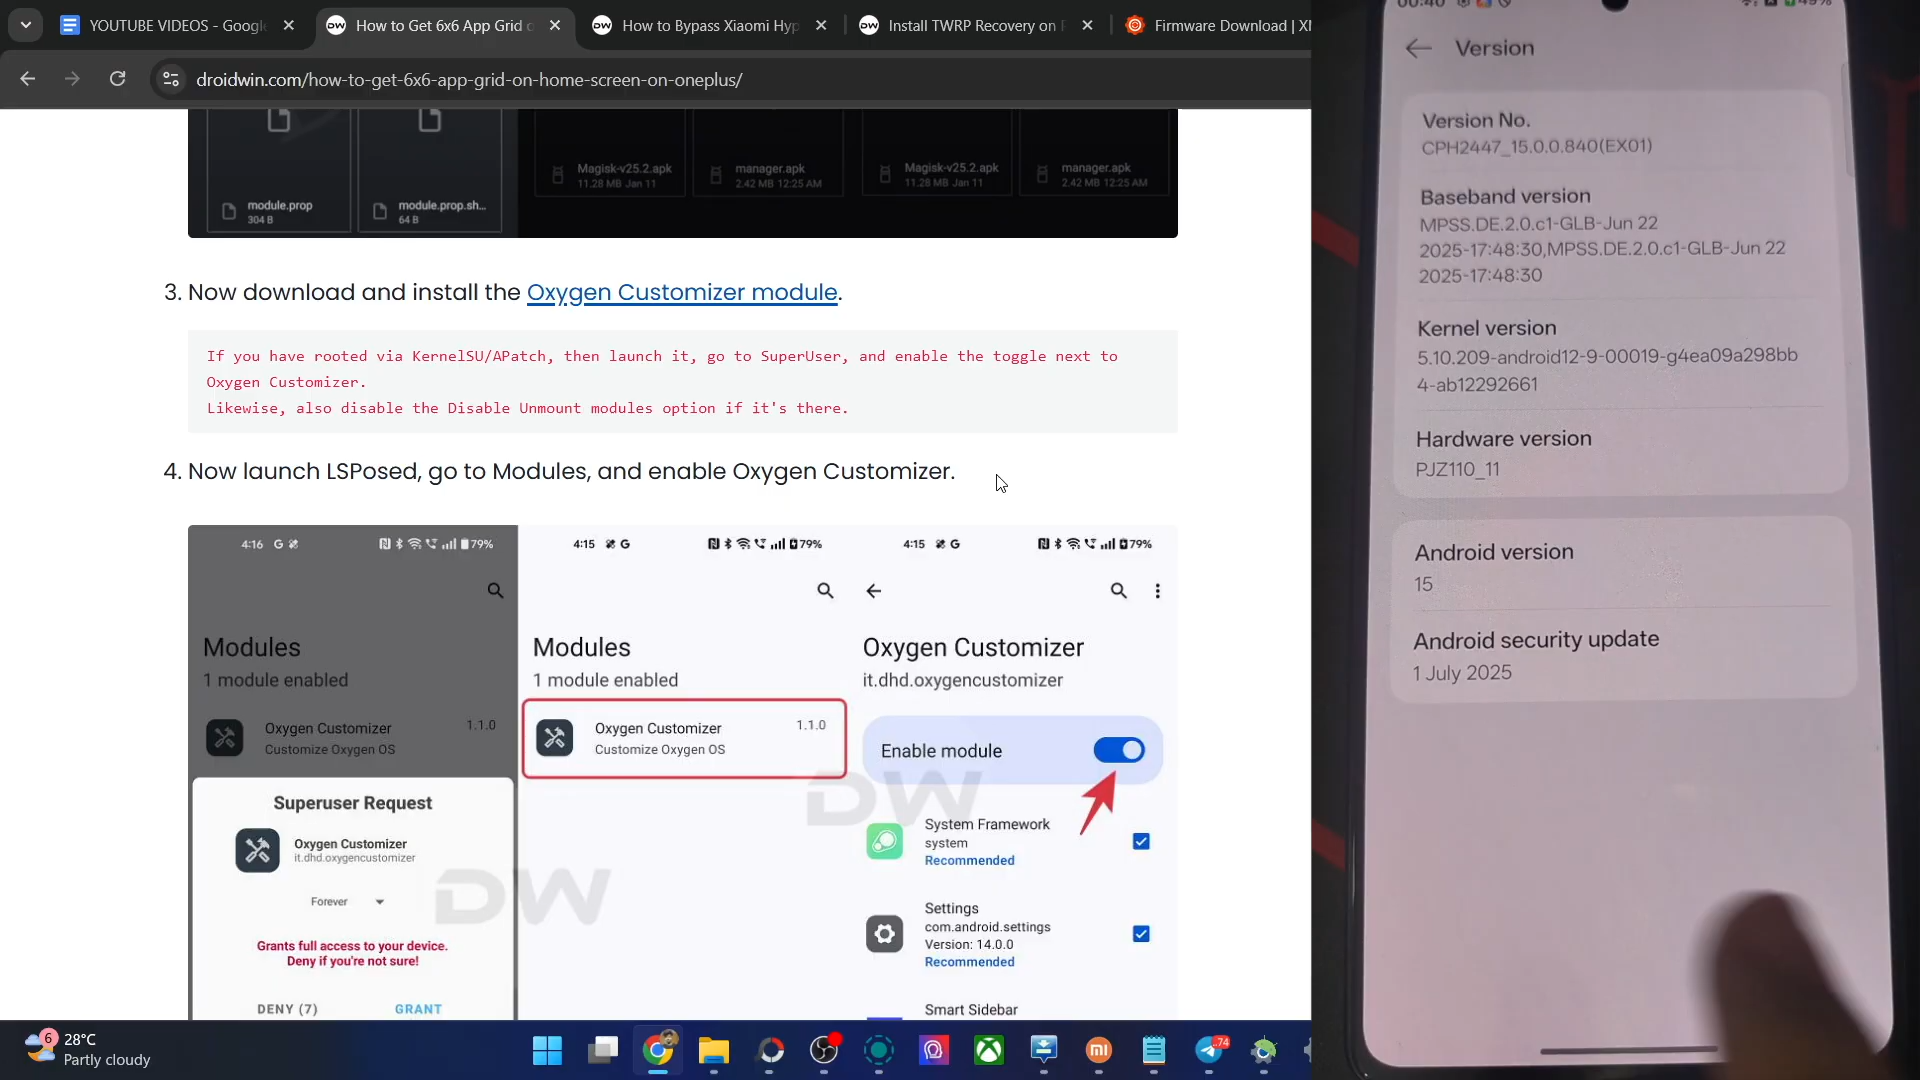 YOUTUBE VIDEOS - Google
How to Get 6x6 App Grid o
How to Bypass Xiaomi Hyp
Install TWRP Recovery on
Firmware Download | XI
droidwin.com/how-to-get-6x6-app-grid-on-home-screen-on-oneplus/
module.prop
304 B
module.prop.sh...
64 B
Magisk-v25.2.apk
11.28 MB Jan 11
manager.apk
2.42 MB 12:25 AM
Magisk-v25.2.apk
11.28 MB Jan 11
manager.apk
2.42 MB 12:25 AM
3. Now download and install the Oxygen Customizer module.
If you have rooted via KernelSU/APatch, then launch it, go to SuperUser, and enable the toggle next to
Oxygen Customizer.
Likewise, also disable the Disable Unmount modules option if it's there.
4. Now launch LSPosed, go to Modules, and enable Oxygen Customizer.
4:16 G
79%
Modules
1 module enabled
Oxygen Customizer
1.1.0
Customize Oxygen OS
Superuser Request
Oxygen Customizer
it.dhd.oxygencustomizer
Forever
Grants full access to your device.
Deny if you're not sure!
DENY (7)
GRANT
4:15 G
79%
Modules
1 module enabled
Oxygen Customizer
1.1.0
Customize Oxygen OS
4:15 G
79%
Oxygen Customizer
it.dhd.oxygencustomizer
Enable module
System Framework
system
Recommended
Settings
com.android.settings
Version: 14.0.0
Recommended
Smart Sidebar
DW
DW
6
28°C
Partly cloudy
74
00:40
49%
Version
Version No.
CPH2447_15.0.0.840(EX01)
Baseband version
MPSS.DE.2.0.c1-GLB-Jun 22
2025-17:48:30,MPSS.DE.2.0.c1-GLB-Jun 22
2025-17:48:30
Kernel version
5.10.209-android12-9-00019-g4ea09a298bb
4-ab12292661
Hardware version
PJZ110_11
Android version
15
Android security update
1 July 2025